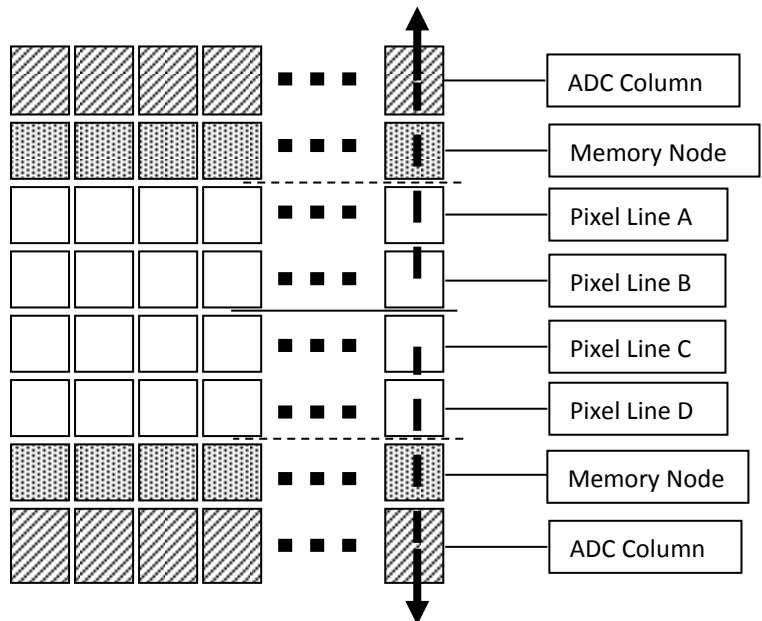 ADC Column
Memory Node
Pixel Line A
Pixel Line B
Pixel Line C
Pixel Line D
Memory Node
ADC Column